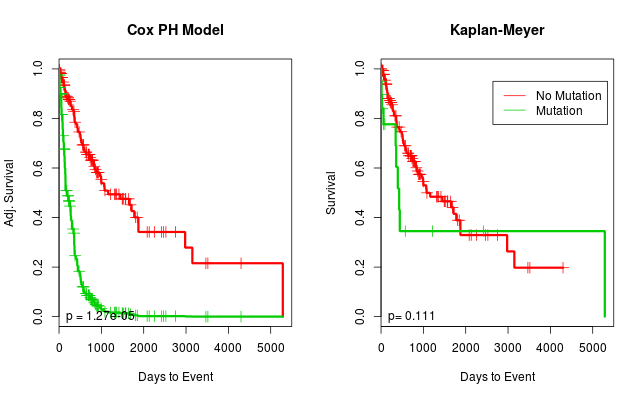 Cox PH Model
Adj. Survival
1.0
0.8
0.6
0.4
0.2
0.0
p = 1.27e-05
0 1000 2000 3000 4000 5000
Days to Event
Kaplan-Meyer
Survival
1.0
0.8
0.6
0.4
0.2
0.0
No Mutation
Mutation
p= 0.111
0 1000 2000 3000 4000 5000
Days to Event